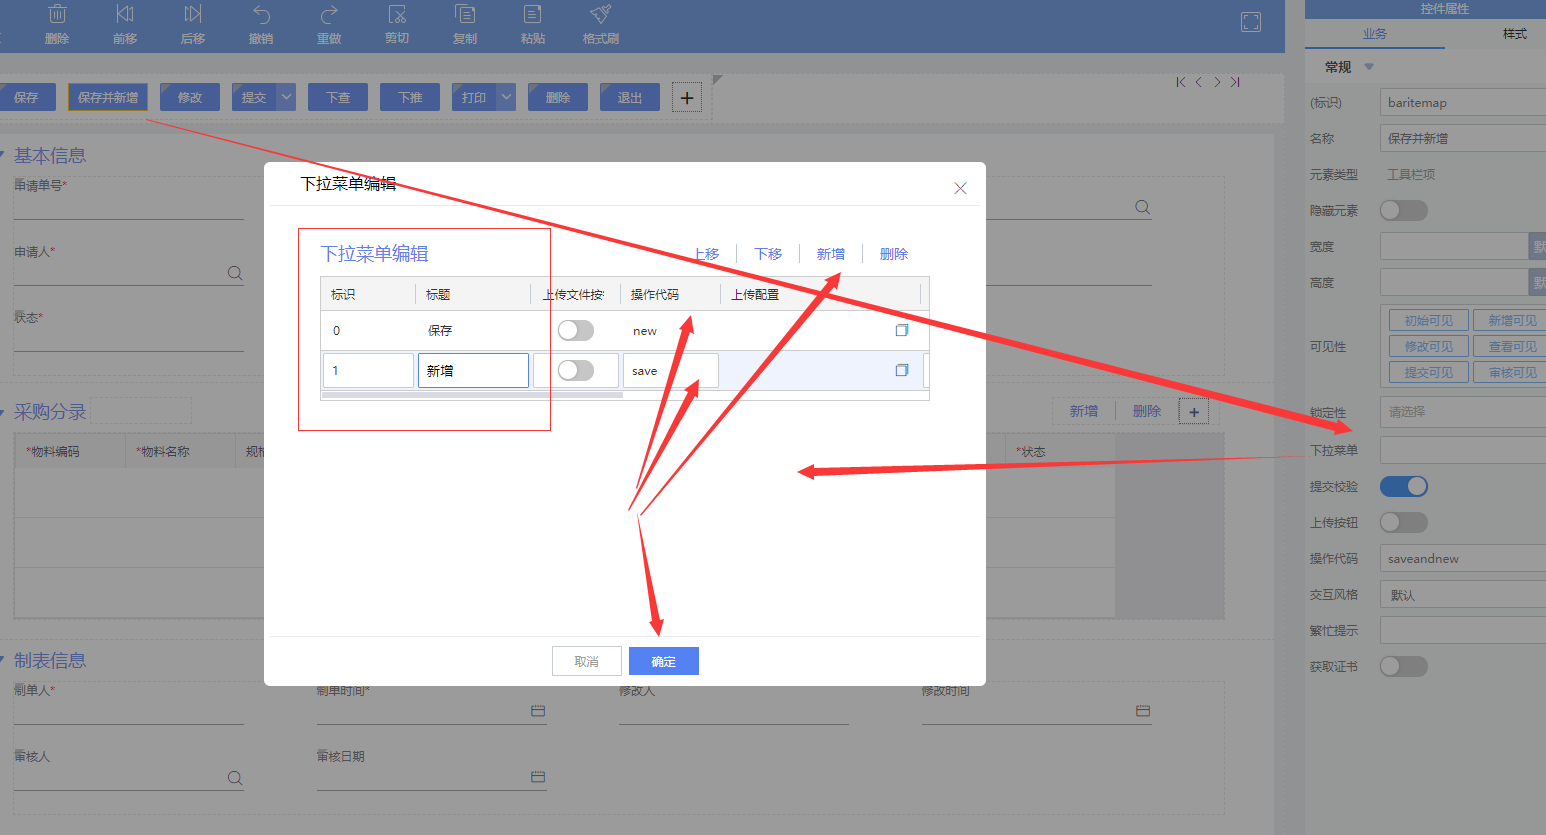 删除 前移 后移 撤销 重做 剪切 复制 粘贴 格式刷
控件属性
业务 样式
常规
保存 保存并新增 修改 提交 下查 下推 打印 删除 退出 +
(标识) baritemap
名称 保存并新增
元素类型 工具栏项
隐藏元素
宽度 默
高度 默
可见性
初始可见 新增可见
修改可见 查看可见
提交可见 审核可见
锁定性 请选择
下拉菜单
提交校验
上传按钮
操作代码 saveandnew
交互风格 默认
繁忙提示
获取证书
基本信息
申请单号*
申请人*
状态*
下拉菜单编辑
下拉菜单编辑
上移 下移 新增 删除
标识 标题 上传文件按 操作代码 上传配置
0 保存 new
1 新增 save
取消 确定
采购分录
新增 删除 +
*物料编码 *物料名称 规格 *状态
制表信息
制单人* 制单时间* 修改人 修改时间
审核人 审核日期